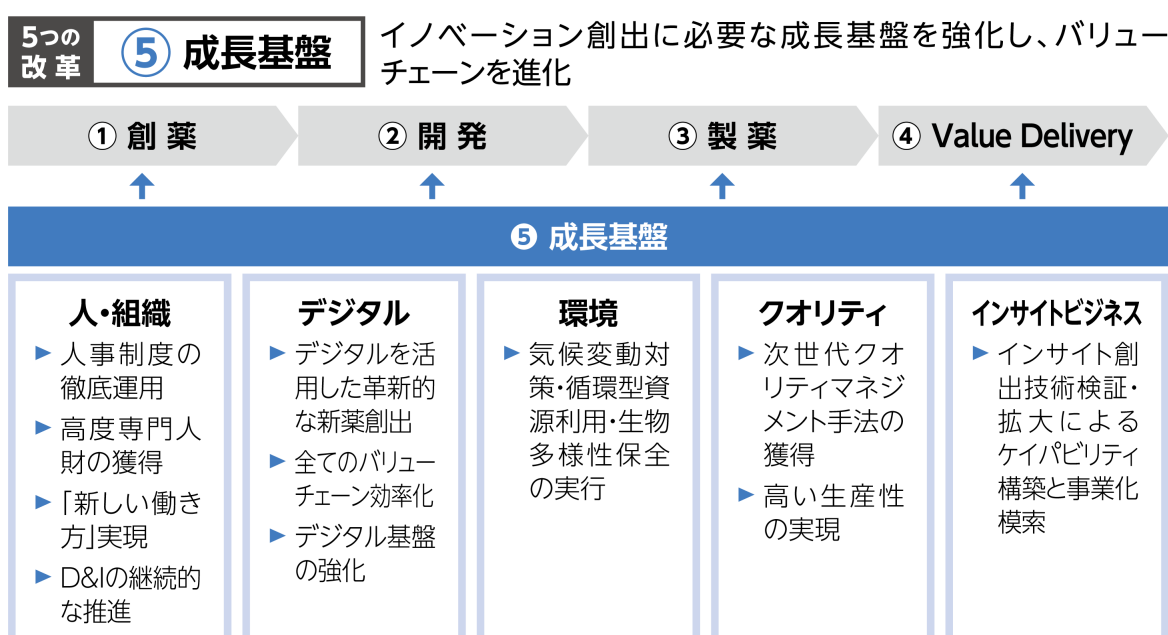 5つの
改革
⑤ 成長基盤
イノベーション創出に必要な成長基盤を強化し、バリュー
チェーンを進化
① 創薬
② 開発
③ 製薬
④ Value Delivery
❺ 成長基盤
人・組織
▶ 人事制度の
徹底運用
▶ 高度専門人
財の獲得
▶ 「新しい働き
方」実現
▶ D&Iの継続的
な推進
デジタル
▶ デジタルを活
用した革新的
な新薬創出
▶ 全てのバリュー
チェーン効率化
▶ デジタル基盤
の強化
環境
▶ 気候変動対
策・循環型資
源利用・生物
多様性保全
の実行
クオリティ
▶ 次世代クオ
リティマネジ
メント手法の
獲得
▶ 高い生産性
の実現
インサイトビジネス
▶ インサイト創
出技術検証・
拡大による
ケイパビリティ
構築と事業化
模索